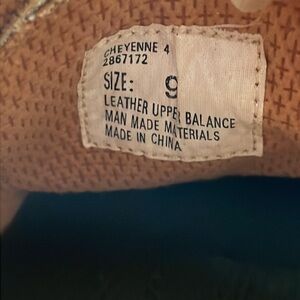 CHEYENNE 4
2867172
SIZE: 9
LEATHER UPPER BALANCE
MAN MADE MATERIALS
MADE IN CHINA